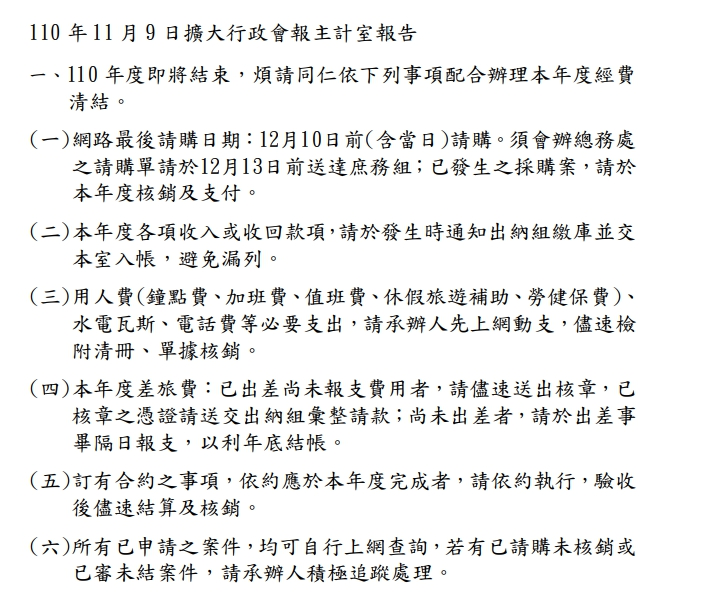 110 年 11 月 9 日擴大行政會報主計室報告
一、110 年度即將結束，煩請同仁依下列事項配合辦理本年度經費
清結。
(一)網路最後請購日期：12月10日前(含當日)請購。須會辦總務處
之請購單請於12月13日前送達庶務組；已發生之採購案，請於
本年度核銷及支付。
(二)本年度各項收入或收回款項，請於發生時通知出納組繳庫並交
本室入帳，避免漏列。
(三)用人費(鐘點費、加班費、值班費、休假旅遊補助、勞健保費)、
水電瓦斯、電話費等必要支出，請承辦人先上網動支，儘速檢
附清冊、單據核銷。
(四)本年度差旅費：已出差尚未報支費用者，請儘速送出核章，已
核章之憑證請送交出納組彙整請款；尚未出差者，請於出差事
畢隔日報支，以利年底結帳。
(五)訂有合約之事項，依約應於本年度完成者，請依約執行，驗收
後儘速結算及核銷。
(六)所有已申請之案件，均可自行上網查詢，若有已請購未核銷或
已審未結案件，請承辦人積極追蹤處理。